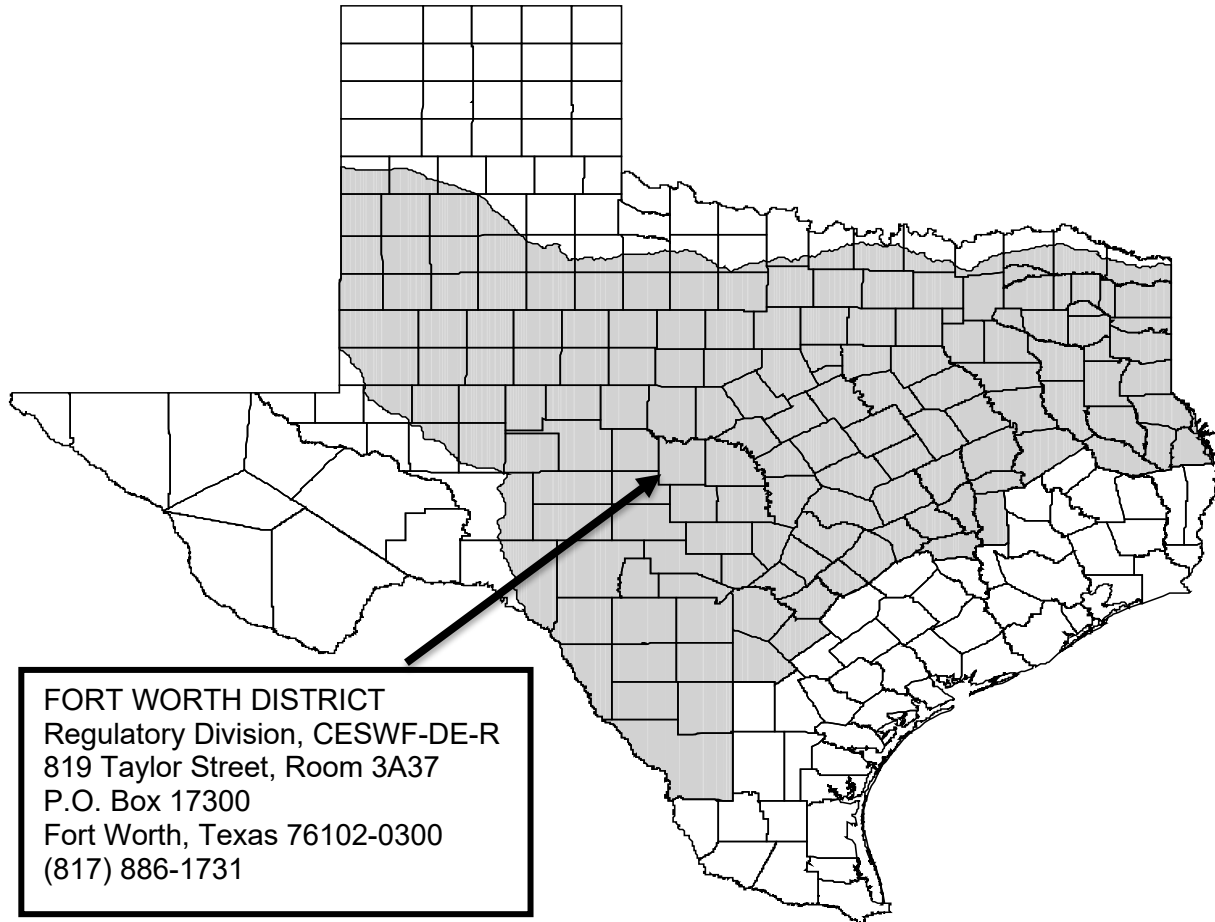 FORT WORTH DISTRICT
Regulatory Division, CESWF-DE-R
819 Taylor Street, Room 3A37
P.O. Box 17300
Fort Worth, Texas 76102-0300
(817) 886-1731